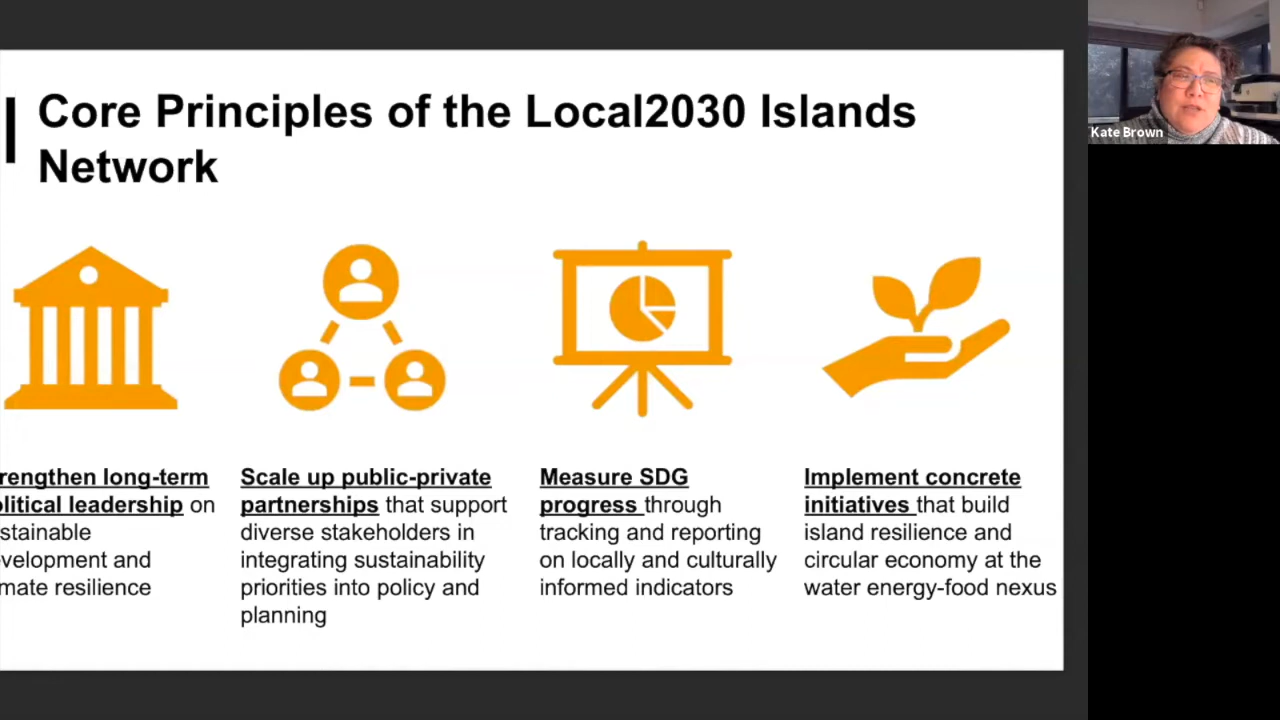 Core Principles of the Local2030 Islands
Network
Kate Brown
rengthen long-term
olitical leadership on
stainable
velopment and
mate resilience
Scale up public-private
partnerships that support
diverse stakeholders in
integrating sustainability
priorities into policy and
planning
Measure SDG
progress through
tracking and reporting
on locally and culturally
informed indicators
Implement concrete
initiatives that build
island resilience and
circular economy at the
water energy-food nexus